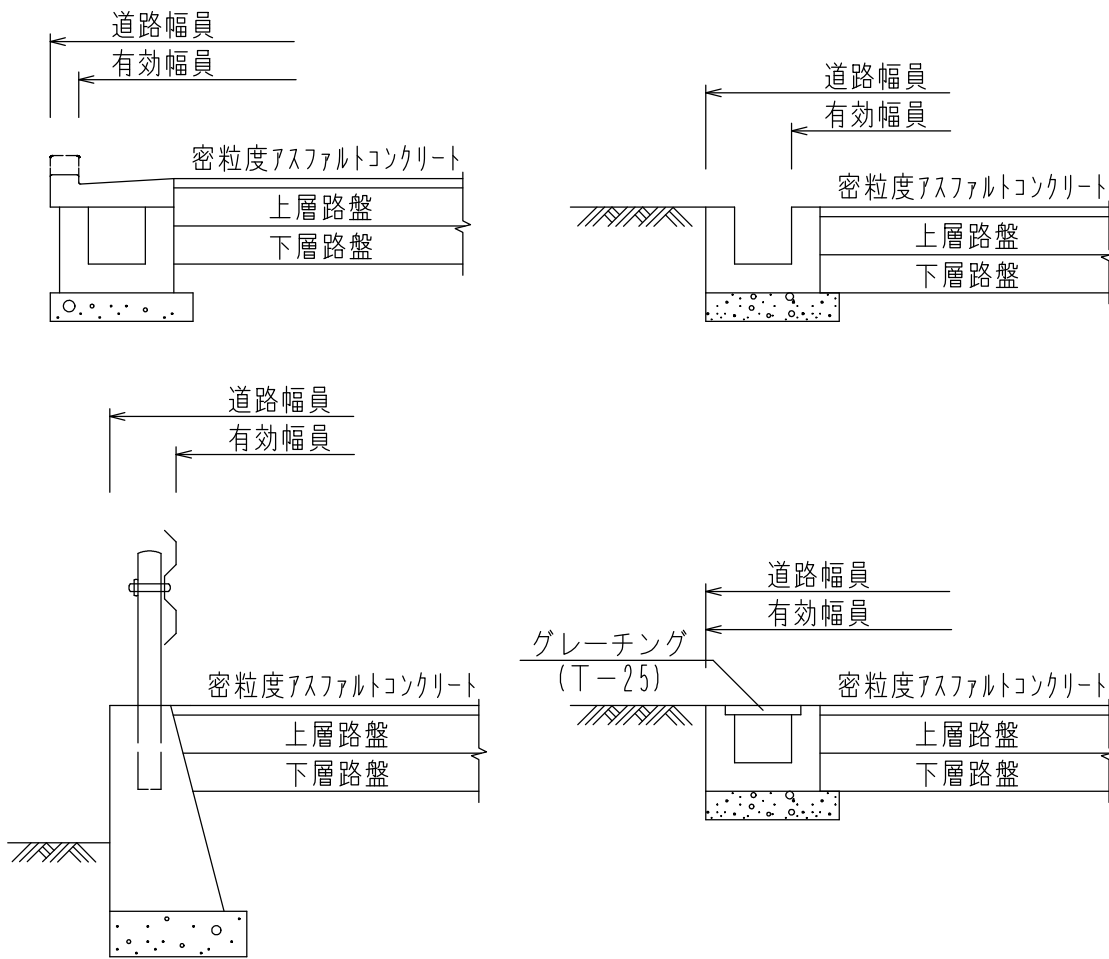 道路幅員
有効幅員
密粒度アスファルトコンクリート
上層路盤
下層路盤
道路幅員
有効幅員
密粒度アスファルトコンクリート
上層路盤
下層路盤
道路幅員
有効幅員
密粒度アスファルトコンクリート
上層路盤
下層路盤
道路幅員
有効幅員
グレーチング
(T-25)
密粒度アスファルトコンクリート
上層路盤
下層路盤